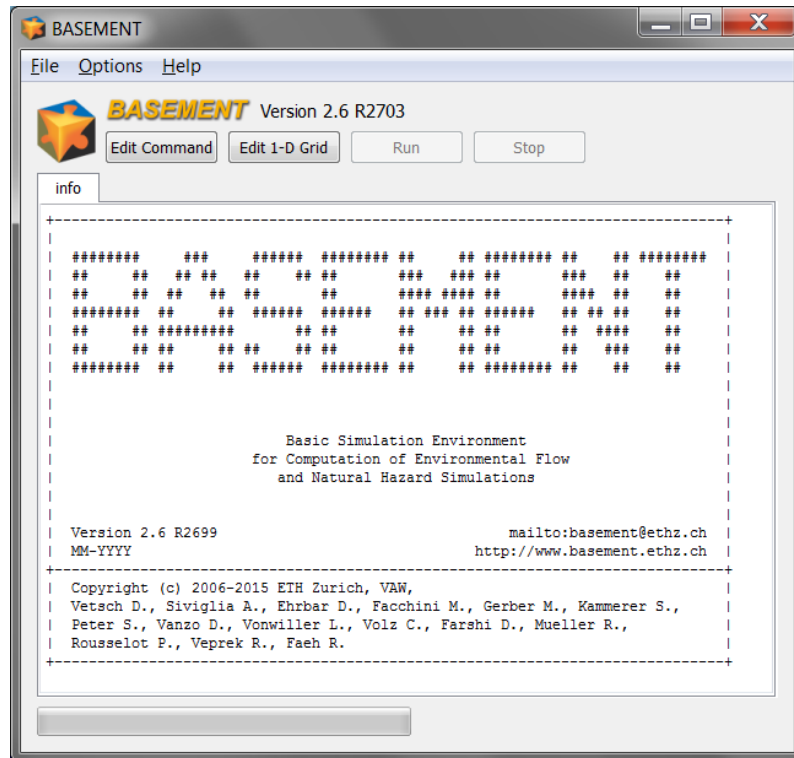 BASEMENT
File Options Help
BASEMENT Version 2.6 R2703
Edit Command Edit 1-D Grid Run Stop
info
BASEMENT
Basic Simulation Environment
for Computation of Environmental Flow
and Natural Hazard Simulations
Version 2.6 R2699 mailto:basement@ethz.ch
MM-YYYY http://www.basement.ethz.ch
Copyright (c) 2006-2015 ETH Zurich, VAW,
Vetsch D., Siviglia A., Ehrbar D., Facchini M., Gerber M., Kammerer S.,
Peter S., Vanzo D., Vonwiller L., Volz C., Farshi D., Mueller R.,
Rousselot P., Veprek R., Faeh R.